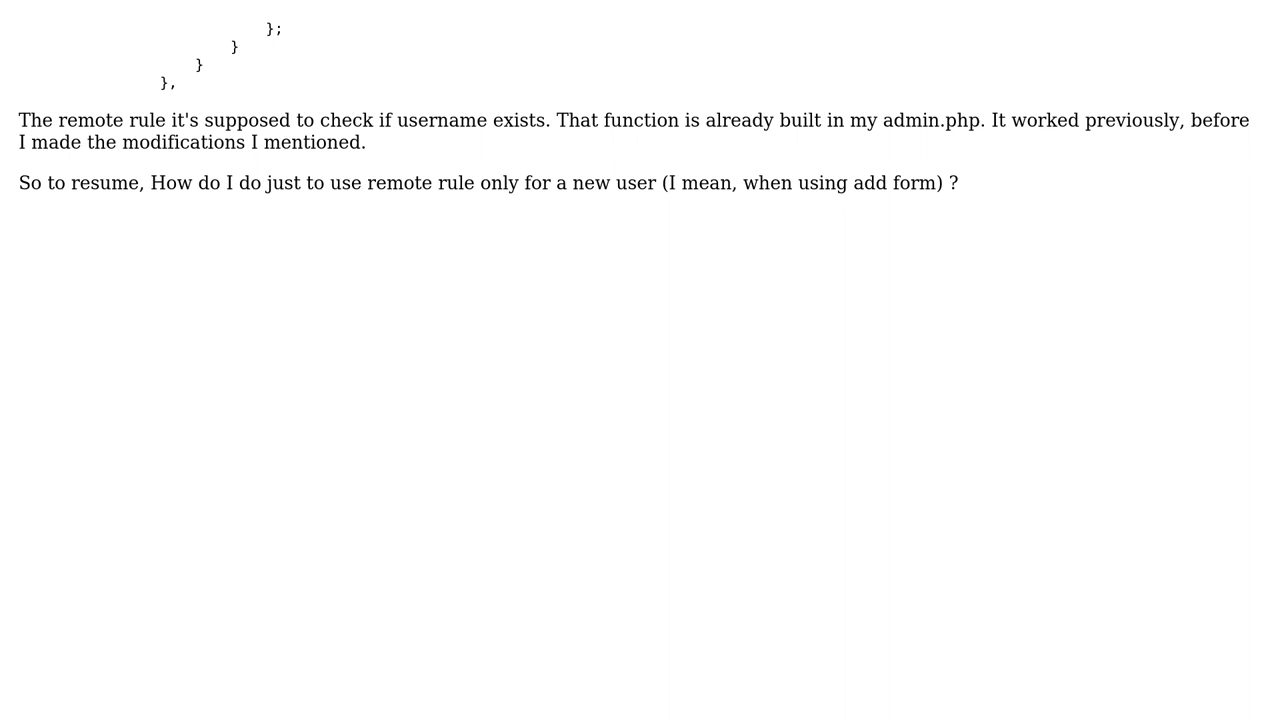 };
}
}
},
The remote rule it's supposed to check if username exists. That function is already built in my admin.php. It worked previously, before
I made the modifications I mentioned.
So to resume, How do I do just to use remote rule only for a new user (I mean, when using add form) ?